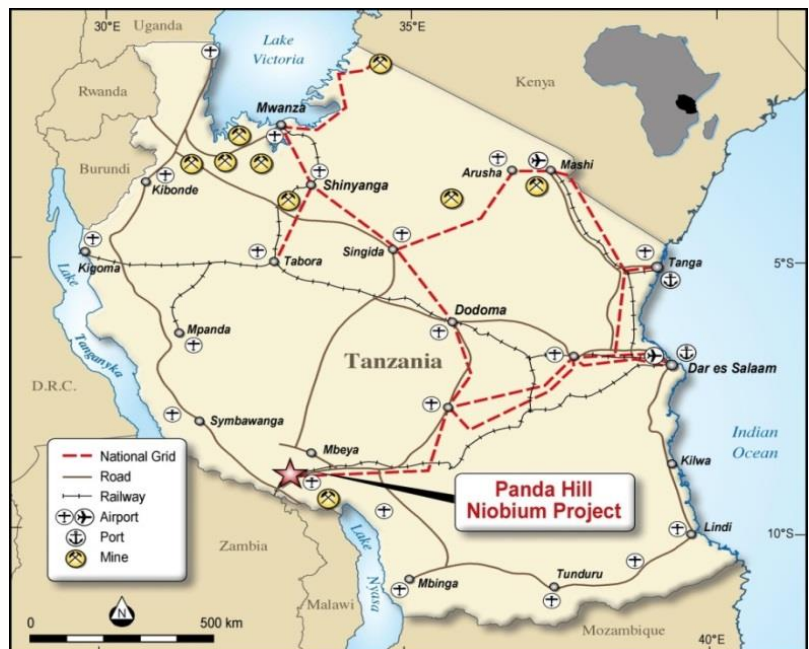 30°E
35°E
Uganda
Lake
Victoria
Kenya
Rwanda
Mwanza
Burundi
Kibonde
Shinyanga
Arusha
Mashi
Kigoma
Tabora
Singida
5°S
Tanga
Lake
Tanganyika
Mpanda
Dodoma
Tanzania
Dar es Salaam
D.R.C.
Symbawanga
Mbeya
Indian
Ocean
Kilwa
National Grid
Road
Railway
Airport
Port
Mine
Panda Hill
Niobium Project
Zambia
Lake
Nyasa
Lindi
10°S
Mbinga
Tunduru
Malawi
Mozambique
40°E
N
0
500 km